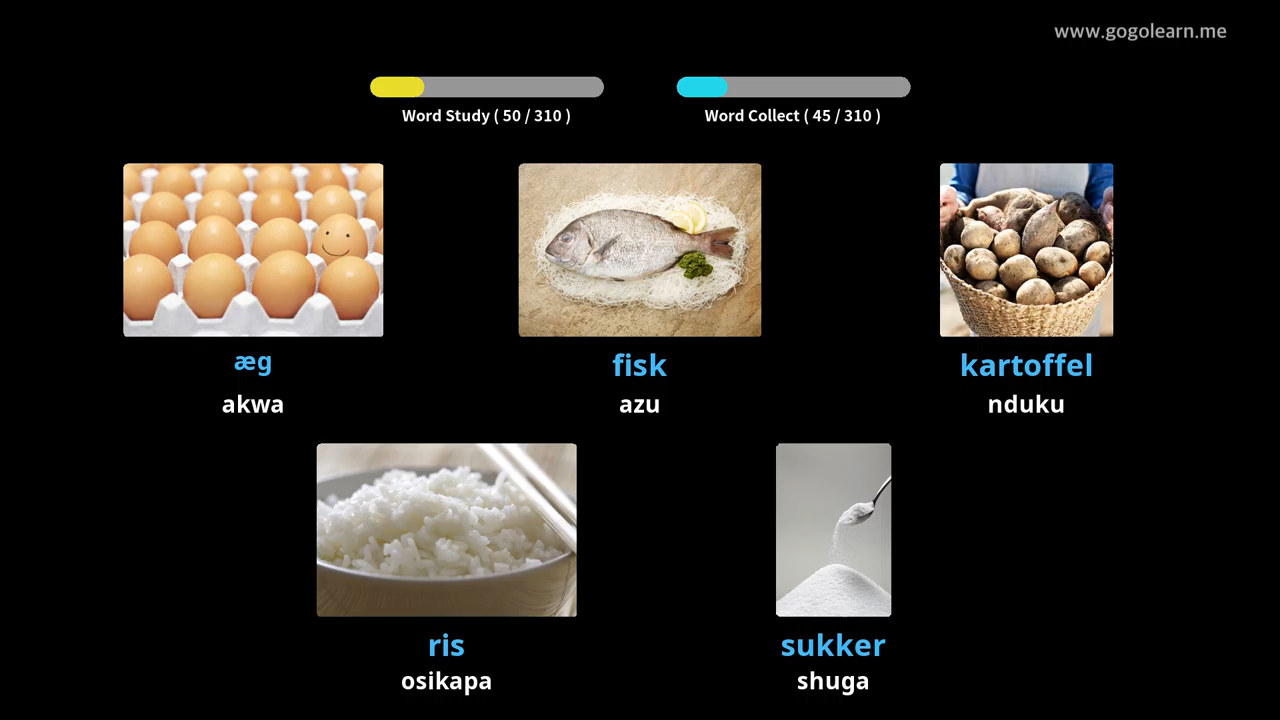 www.gogolearn.me
Word Study ( 50 / 310 )
Word Collect ( 45 / 310 )
æg
fisk
kartoffel
akwa
azu
nduku
ris
sukker
osikapa
shuga